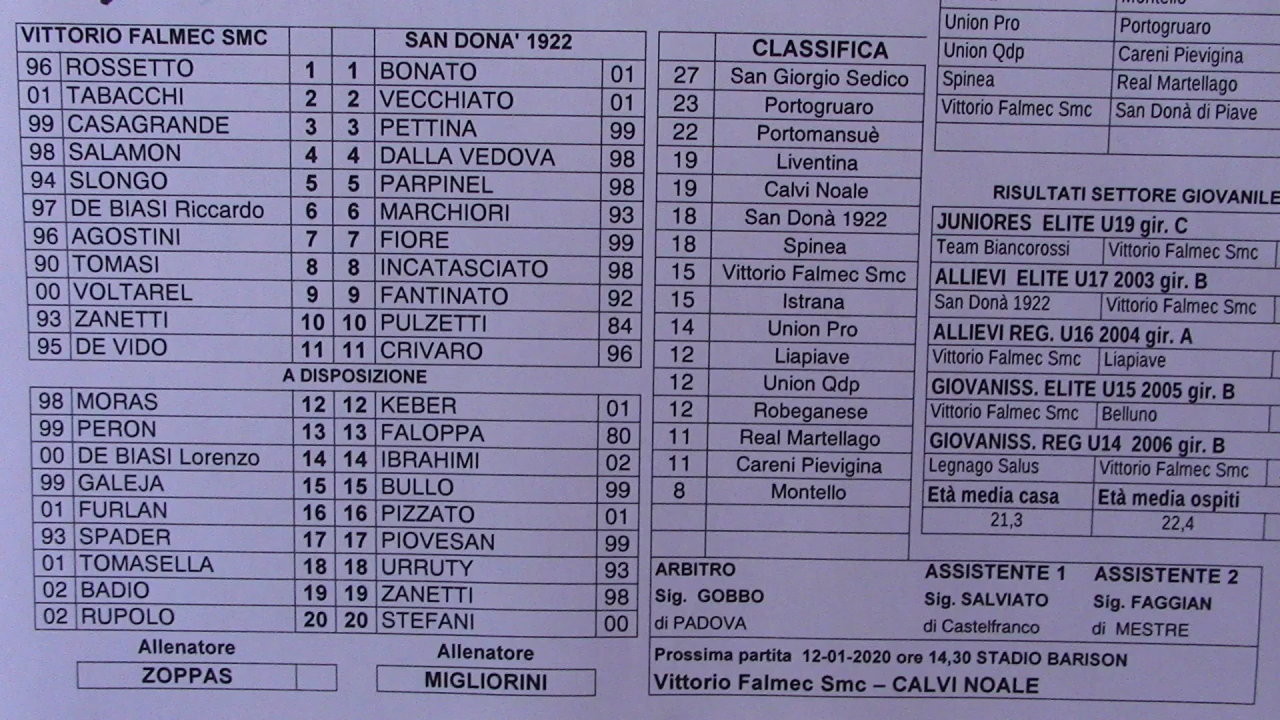 VITTORIO FALMEC SMC SAN DONA' 1922
96 ROSSETTO 1 1 BONATO 01
01 TABACCHI 2 2 VECCHIATO 01
99 CASAGRANDE 3 3 PETTINA 99
98 SALAMON 4 4 DALLA VEDOVA 98
94 SLONGO 5 5 PARPINEL 98
97 DE BIASI Riccardo 6 6 MARCHIORI 93
96 AGOSTINI 7 7 FIORE 99
90 TOMASI 8 8 INCATASCIATO 98
00 VOLTAREL 9 9 FANTINATO 92
93 ZANETTI 10 10 PULZETTI 84
95 DE VIDO 11 11 CRIVARO 96
A DISPOSIZIONE
98 MORAS 12 12 KEBER 01
99 PERON 13 13 FALOPPA 80
00 DE BIASI Lorenzo 14 14 IBRAHIMI 02
99 GALEJA 15 15 BULLO 99
01 FURLAN 16 16 PIZZATO 01
93 SPADER 17 17 PIOVESAN 99
01 TOMASELLA 18 18 URRUTY 93
02 BADIO 19 19 ZANETTI 98
02 RUPOLO 20 20 STEFANI 00
Allenatore Allenatore
ZOPPAS MIGLIORINI
CLASSIFICA
27 San Giorgio Sedico
23 Portogruaro
22 Portomansuè
19 Liventina
19 Calvi Noale
18 San Donà 1922
18 Spinea
15 Vittorio Falmec Smc
15 Istrana
14 Union Pro
12 Liapiave
12 Union Qdp
12 Robeganese
11 Real Martellago
11 Careni Pievigina
8 Montello
Montello
Union Pro Portogruaro
Union Qdp Careni Pievigina
Spinea Real Martellago
Vittorio Falmec Smc San Donà di Piave
RISULTATI SETTORE GIOVANILE
JUNIORES ELITE U19 gir. C
Team Biancorossi Vittorio Falmec Smc
ALLIEVI ELITE U17 2003 gir. B
San Donà 1922 Vittorio Falmec Smc
ALLIEVI REG. U16 2004 gir. A
Vittorio Falmec Smc Liapiave
GIOVANISS. ELITE U15 2005 gir. B
Vittorio Falmec Smc Belluno
GIOVANISS. REG U14 2006 gir. B
Legnago Salus Vittorio Falmec Smc
Età media casa Età media ospiti
21,3 22,4
ARBITRO ASSISTENTE 1 ASSISTENTE 2
Sig. GOBBO Sig. SALVIATO Sig. FAGGIAN
di PADOVA di Castelfranco di MESTRE
Prossima partita 12-01-2020 ore 14,30 STADIO BARISON
Vittorio Falmec Smc – CALVI NOALE